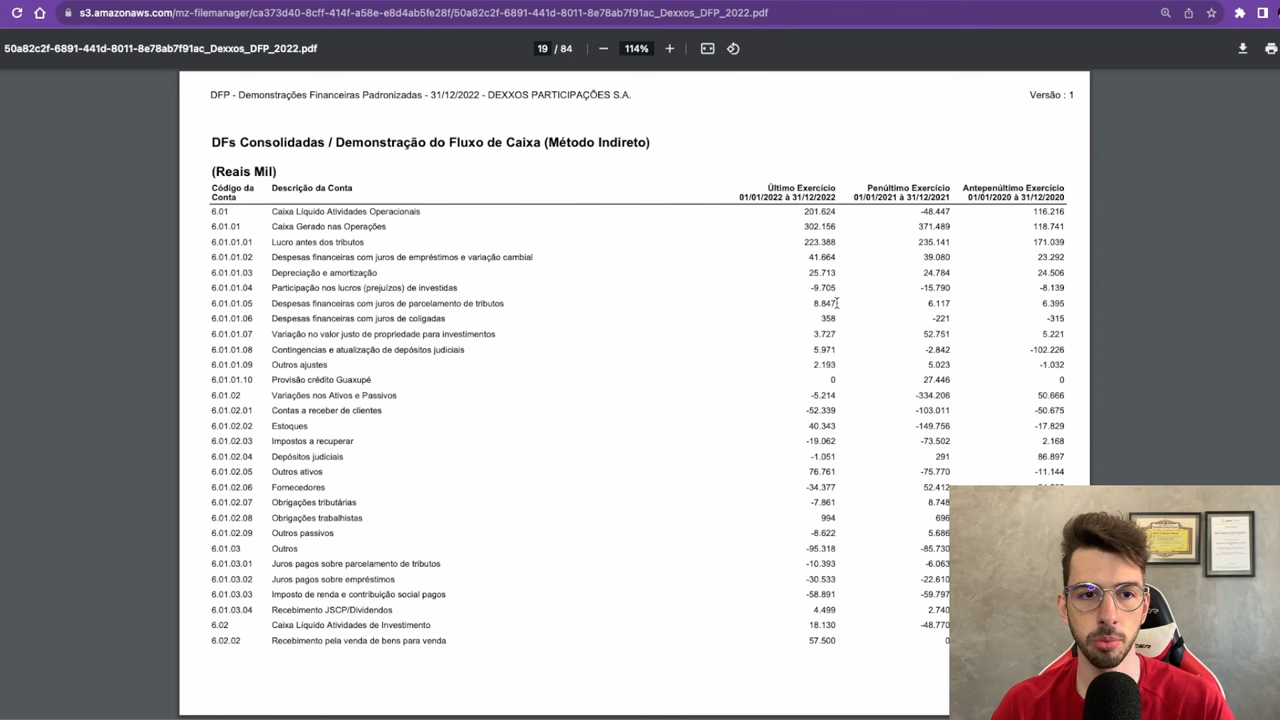 s3.amazonaws.com/mz-filemanager/ca373d40-8cff-414f-a58e-e8d4ab5fe28f/50a82c2f-6891-441d-8011-8e78ab7f91ac_Dexxos_DFP_2022.pdf
50a82c2f-6891-441d-8011-8e78ab7f91ac_Dexxos_DFP_2022.pdf 19 / 84 114%
DFP - Demonstrações Financeiras Padronizadas - 31/12/2022 - DEXXOS PARTICIPAÇÕES S.A. Versão : 1
DFs Consolidadas / Demonstração do Fluxo de Caixa (Método Indireto)
(Reais Mil)
Código da Descrição da Conta Último Exercício Penúltimo Exercício Antepenúltimo Exercício
Conta 01/01/2022 à 31/12/2022 01/01/2021 à 31/12/2021 01/01/2020 à 31/12/2020
6.01 Caixa Líquido Atividades Operacionais 201.624 -48.447 116.216
6.01.01 Caixa Gerado nas Operações 302.156 371.489 118.741
6.01.01.01 Lucro antes dos tributos 223.388 235.141 171.039
6.01.01.02 Despesas financeiras com juros de empréstimos e variação cambial 41.664 39.080 23.292
6.01.01.03 Depreciação e amortização 25.713 24.784 24.506
6.01.01.04 Participação nos lucros (prejuízos) de investidas -9.705 -15.790 -8.139
6.01.01.05 Despesas financeiras com juros de parcelamento de tributos 8.847 6.117 6.395
6.01.01.06 Despesas financeiras com juros de coligadas 358 -221 -315
6.01.01.07 Variação no valor justo de propriedade para investimentos 3.727 52.751 5.221
6.01.01.08 Contingencias e atualização de depósitos judiciais 5.971 -2.842 -102.226
6.01.01.09 Outros ajustes 2.193 5.023 -1.032
6.01.01.10 Provisão crédito Guaxupé 0 27.446 0
6.01.02 Variações nos Ativos e Passivos -5.214 -334.206 50.666
6.01.02.01 Contas a receber de clientes -52.339 -103.011 -50.675
6.01.02.02 Estoques 40.343 -149.756 -17.829
6.01.02.03 Impostos a recuperar -19.062 -73.502 2.168
6.01.02.04 Depósitos judiciais -1.051 291 86.897
6.01.02.05 Outros ativos 76.761 -75.770 -11.144
6.01.02.06 Fornecedores -34.377 52.412
6.01.02.07 Obrigações tributárias -7.861 8.748
6.01.02.08 Obrigações trabalhistas 994 696
6.01.02.09 Outros passivos -8.622 5.686
6.01.03 Outros -95.318 -85.730
6.01.03.01 Juros pagos sobre parcelamento de tributos -10.393 -6.063
6.01.03.02 Juros pagos sobre empréstimos -30.533 -22.610
6.01.03.03 Imposto de renda e contribuição social pagos -58.891 -59.797
6.01.03.04 Recebimento JSCP/Dividendos 4.499 2.740
6.02 Caixa Líquido Atividades de Investimento 18.130 -48.770
6.02.02 Recebimento pela venda de bens para venda 57.500 0